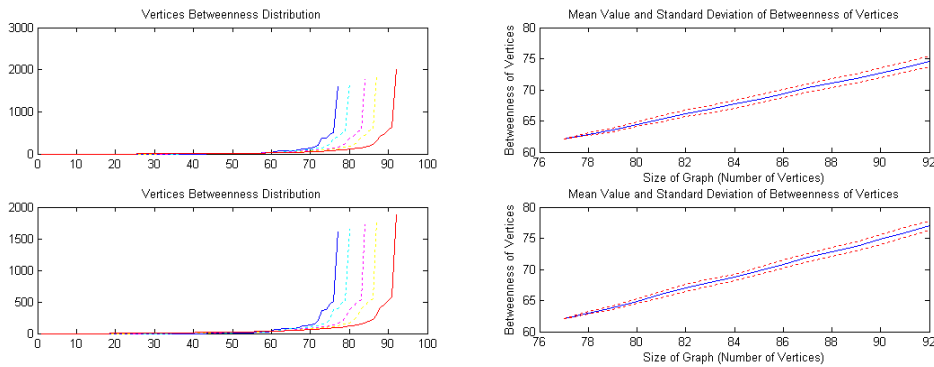 Vertices Betweenness Distribution
3000
2000
1000
0
0 10 20 30 40 50 60 70 80 90 100
Mean Value and Standard Deviation of Betweenness of Vertices
Betweenness of Vertices
80
75
70
65
60
76 78 80 82 84 86 88 90 92
Size of Graph (Number of Vertices)
Vertices Betweenness Distribution
2000
1500
1000
500
0
0 10 20 30 40 50 60 70 80 90 100
Mean Value and Standard Deviation of Betweenness of Vertices
Betweenness of Vertices
80
75
70
65
60
76 78 80 82 84 86 88 90 92
Size of Graph (Number of Vertices)